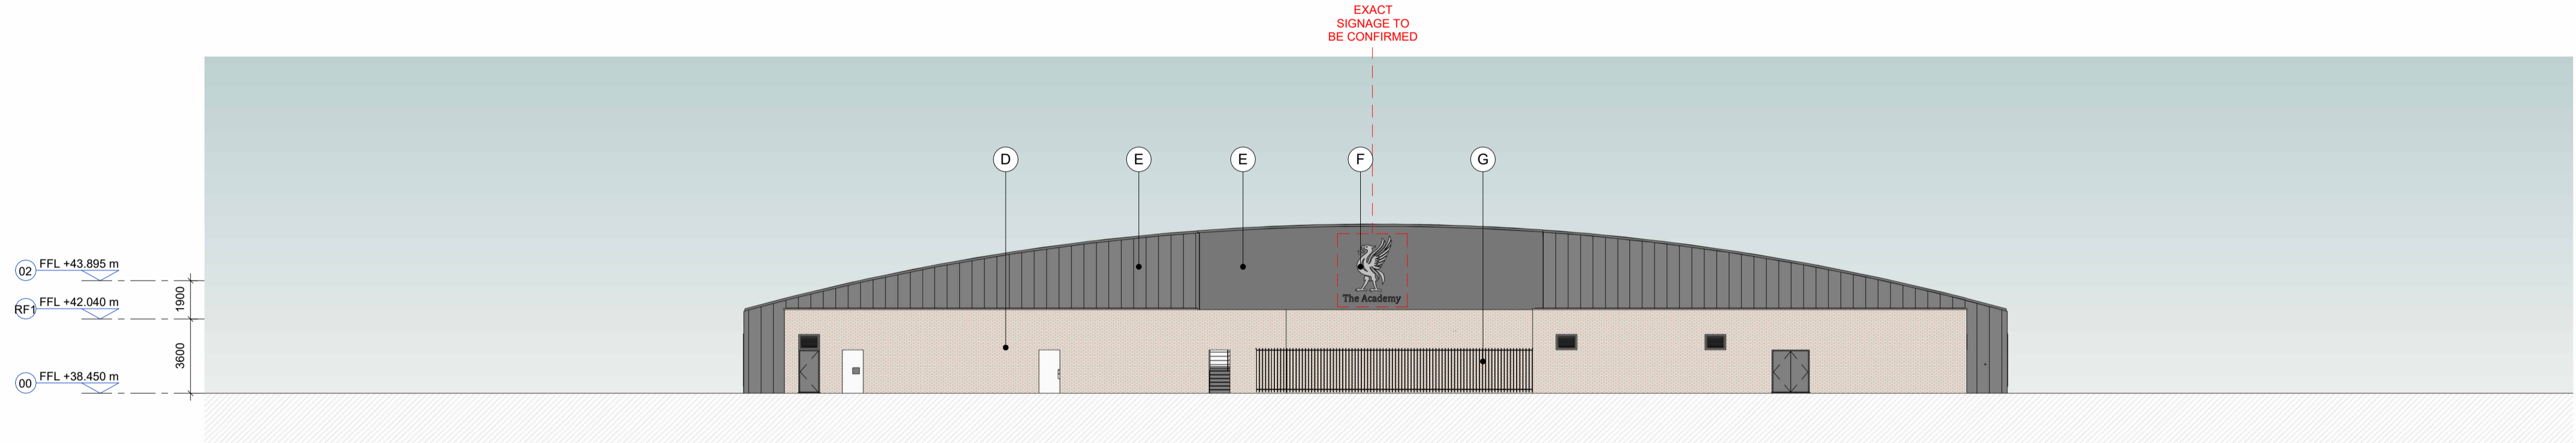 EXACT
SIGNAGE TO
BE CONFIRMED
D
E
E
F
G
02
FFL +43.895 m
1900
RF1
FFL +42.040 m
The Academy
3600
00
FFL +38.450 m